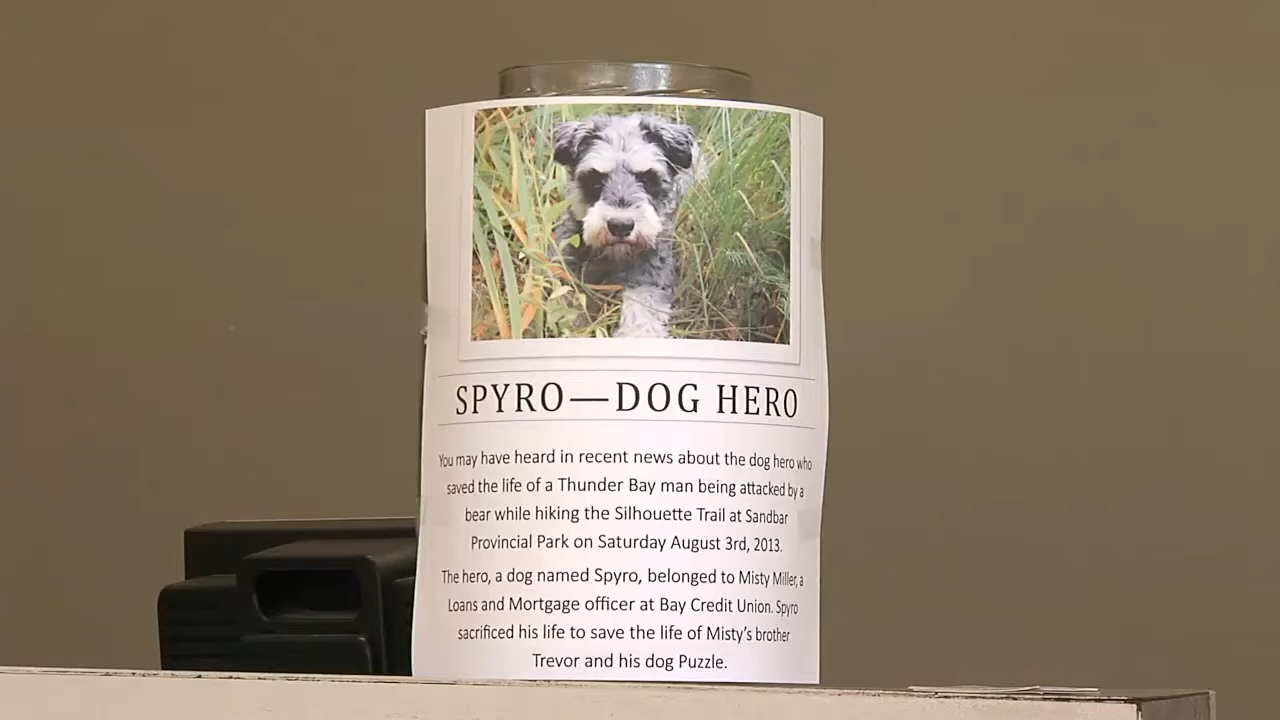 SPYRO—DOG HERO
You may have heard in recent news about the dog hero who
saved the life of a Thunder Bay man being attacked by a
bear while hiking the Silhouette Trail at Sandbar
Provincial Park on Saturday August 3rd, 2013.
The hero, a dog named Spyro, belonged to Misty Miller, a
Loans and Mortgage officer at Bay Credit Union. Spyro
sacrificed his life to save the life of Misty's brother
Trevor and his dog Puzzle.